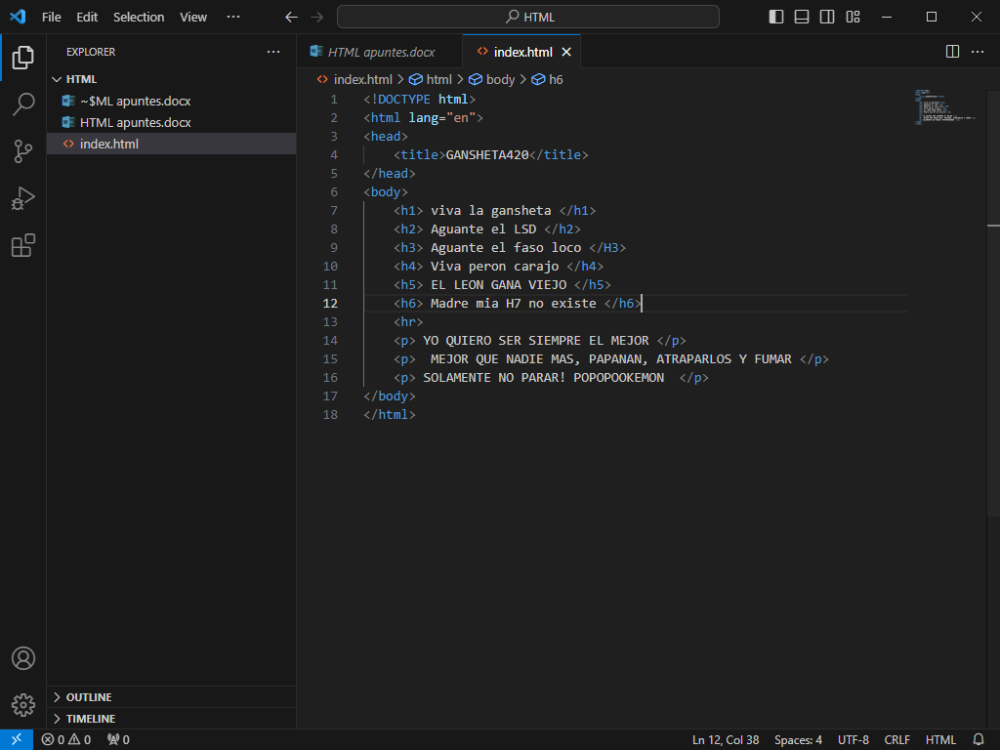 File Edit Selection View ··· HTML
EXPLORER ···
HTML
~$ML apuntes.docx
HTML apuntes.docx
index.html
OUTLINE
TIMELINE
HTML apuntes.docx index.html
index.html > html > body > h6
1 <!DOCTYPE html>
2 <html lang="en">
3 <head>
4 <title>GANSHETA420</title>
5 </head>
6 <body>
7 <h1> viva la gansheta </h1>
8 <h2> Aguante el LSD </h2>
9 <h3> Aguante el faso loco </H3>
10 <h4> Viva peron carajo </h4>
11 <h5> EL LEON GANA VIEJO </h5>
12 <h6> Madre mia H7 no existe </h6>
13 <hr>
14 <p> YO QUIERO SER SIEMPRE EL MEJOR </p>
15 <p>  MEJOR QUE NADIE MAS, PAPANAN, ATRAPARLOS Y FUMAR </p>
16 <p> SOLAMENTE NO PARAR! POPOPOOKEMON  </p>
17 </body>
18 </html>
0 0 0 Ln 12, Col 38 Spaces: 4 UTF-8 CRLF HTML